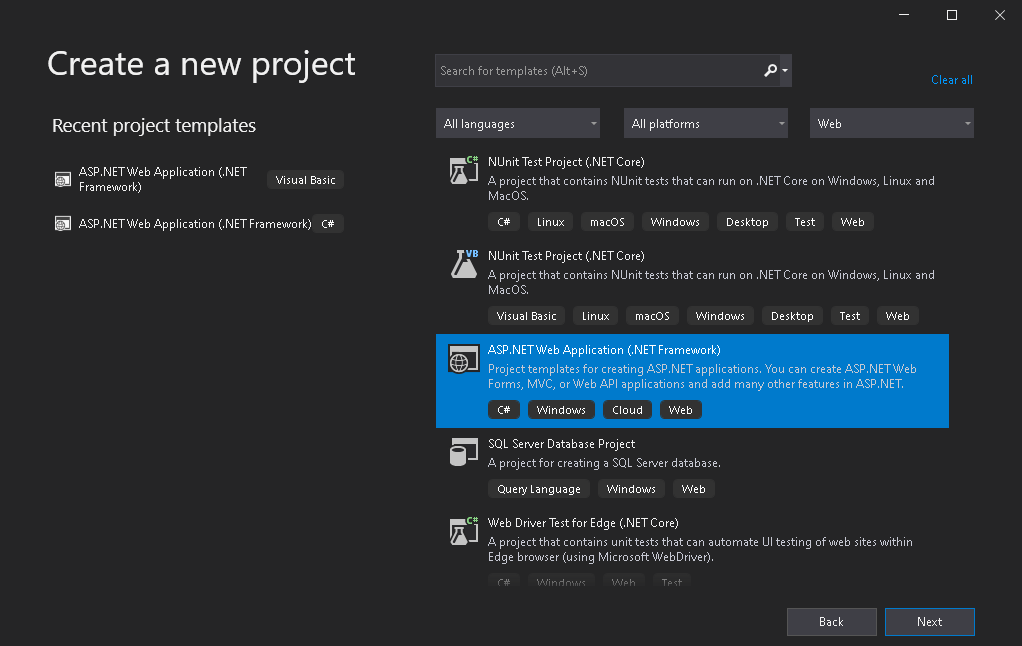 Create a new project
Search for templates (Alt+S)
Clear all
Recent project templates
All languages
All platforms
Web
ASP.NET Web Application (.NET
Framework)
Visual Basic
ASP.NET Web Application (.NET Framework)
C#
C#
NUnit Test Project (.NET Core)
A project that contains NUnit tests that can run on .NET Core on Windows, Linux and
MacOS.
C# Linux macOS Windows Desktop Test Web
VB
NUnit Test Project (.NET Core)
A project that contains NUnit tests that can run on .NET Core on Windows, Linux and
MacOS.
Visual Basic Linux macOS Windows Desktop Test Web
ASP.NET Web Application (.NET Framework)
Project templates for creating ASP.NET applications. You can create ASP.NET Web
Forms, MVC, or Web API applications and add many other features in ASP.NET.
C# Windows Cloud Web
SQL Server Database Project
A project for creating a SQL Server database.
Query Language Windows Web
C#
Web Driver Test for Edge (.NET Core)
A project that contains unit tests that can automate UI testing of web sites within
Edge browser (using Microsoft WebDriver).
C# Windows Web Test
Back
Next